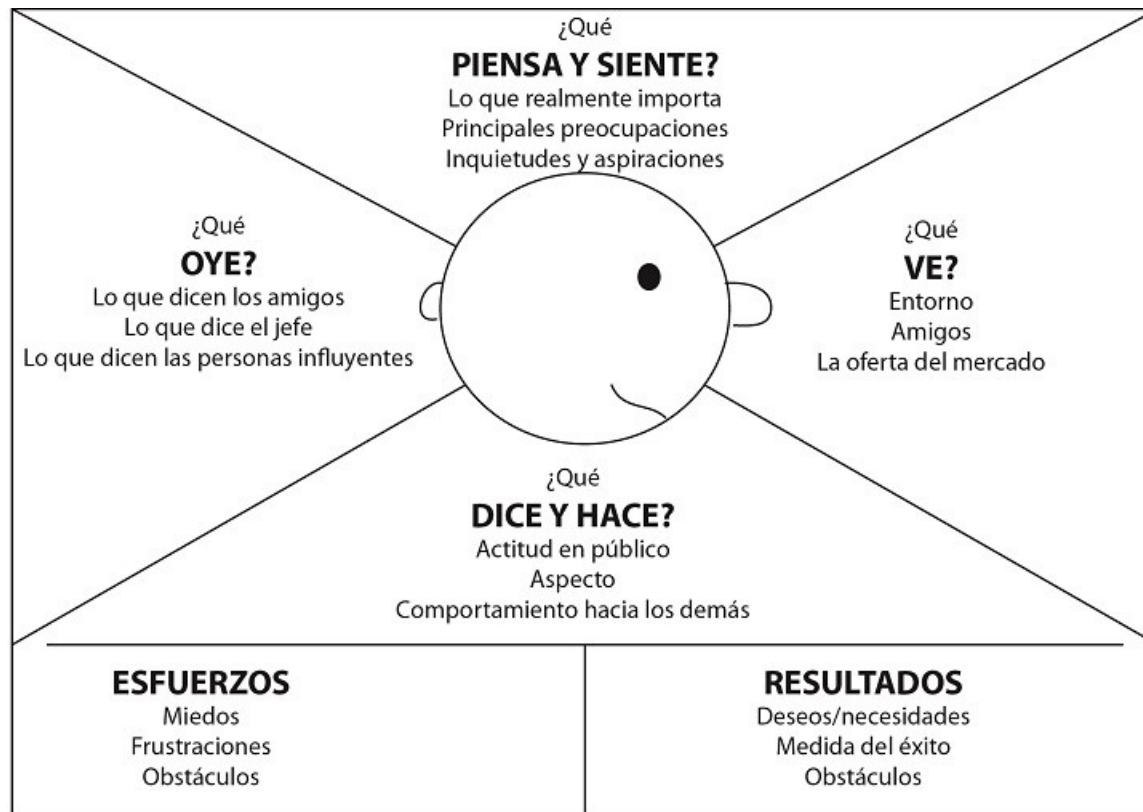 ¿Qué
PIENSA Y SIENTE?
Lo que realmente importa
Principales preocupaciones
Inquietudes y aspiraciones
¿Qué
OYE?
Lo que dicen los amigos
Lo que dice el jefe
Lo que dicen las personas influyentes
¿Qué
VE?
Entorno
Amigos
La oferta del mercado
¿Qué
DICE Y HACE?
Actitud en público
Aspecto
Comportamiento hacia los demás
ESFUERZOS
Miedos
Frustraciones
Obstáculos
RESULTADOS
Deseos/necesidades
Medida del éxito
Obstáculos